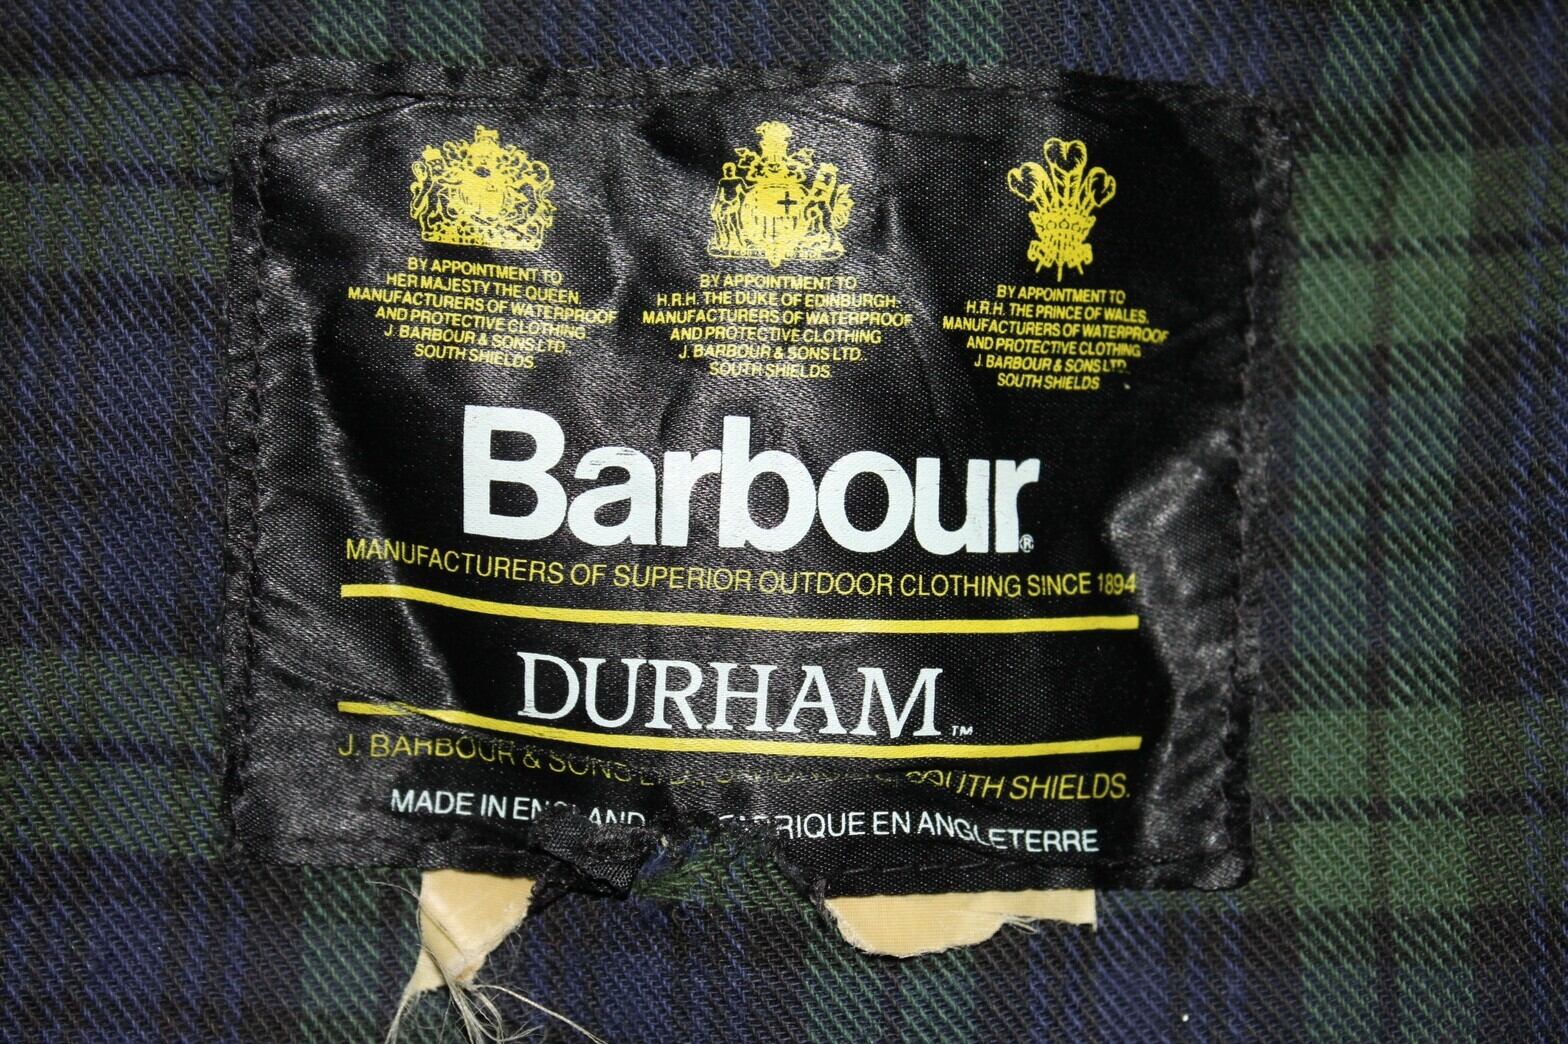 BY APPOINTMENT TO
HER MAJESTY THE QUEEN
MANUFACTURERS OF WATERPROOF
AND PROTECTIVE CLOTHING
J BARBOUR & SONS LTD
SOUTH SHIELDS
BY APPOINTMENT TO
H.R.H. THE DUKE OF EDINBURGH
MANUFACTURERS OF WATERPROOF
AND PROTECTIVE CLOTHING
J. BARBOUR & SONS LTD.
SOUTH SHIELDS
BY APPOINTMENT TO
H.R.H. THE PRINCE OF WALES
MANUFACTURERS OF WATERPROOF
AND PROTECTIVE CLOTHING
J. BARBOUR & SONS LTD.
SOUTH SHIELDS
Barbour®
MANUFACTURERS OF SUPERIOR OUTDOOR CLOTHING SINCE 1894
DURHAM™
J. BARBOUR & SONS SOUTH SHIELDS.
MADE IN EN AND RIQUE EN ANGLETERRE